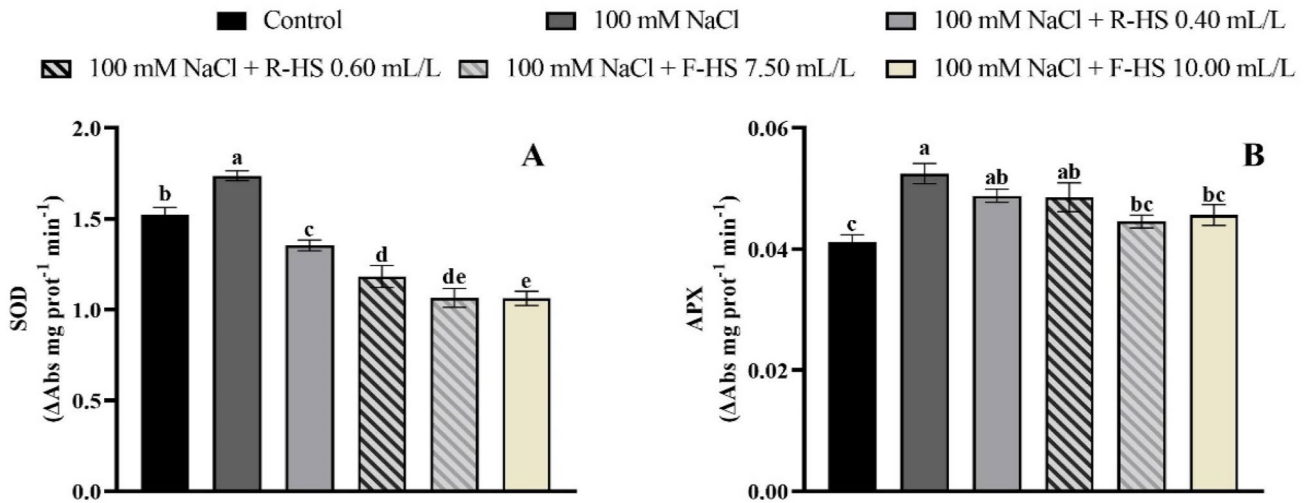 Control 100 mM NaCl 100 mM NaCl + R-HS 0.40 mL/L
100 mM NaCl + R-HS 0.60 mL/L 100 mM NaCl + F-HS 7.50 mL/L 100 mM NaCl + F-HS 10.00 mL/L
A
SOD
(ΔAbs mg prot⁻¹ min⁻¹)
2.0
1.5
1.0
0.5
0.0
b a c d de e
B
APX
(ΔAbs mg prot⁻¹ min⁻¹)
0.06
0.04
0.02
0.00
c a ab ab bc bc